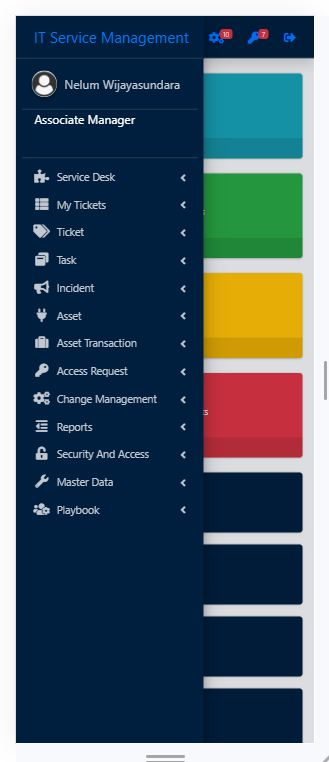 IT Service Management
10
7
Nelum Wijayasundara
Associate Manager
Service Desk
My Tickets
Ticket
Task
Incident
Asset
Asset Transaction
Access Request
Change Management
Reports
Security And Access
Master Data
Playbook